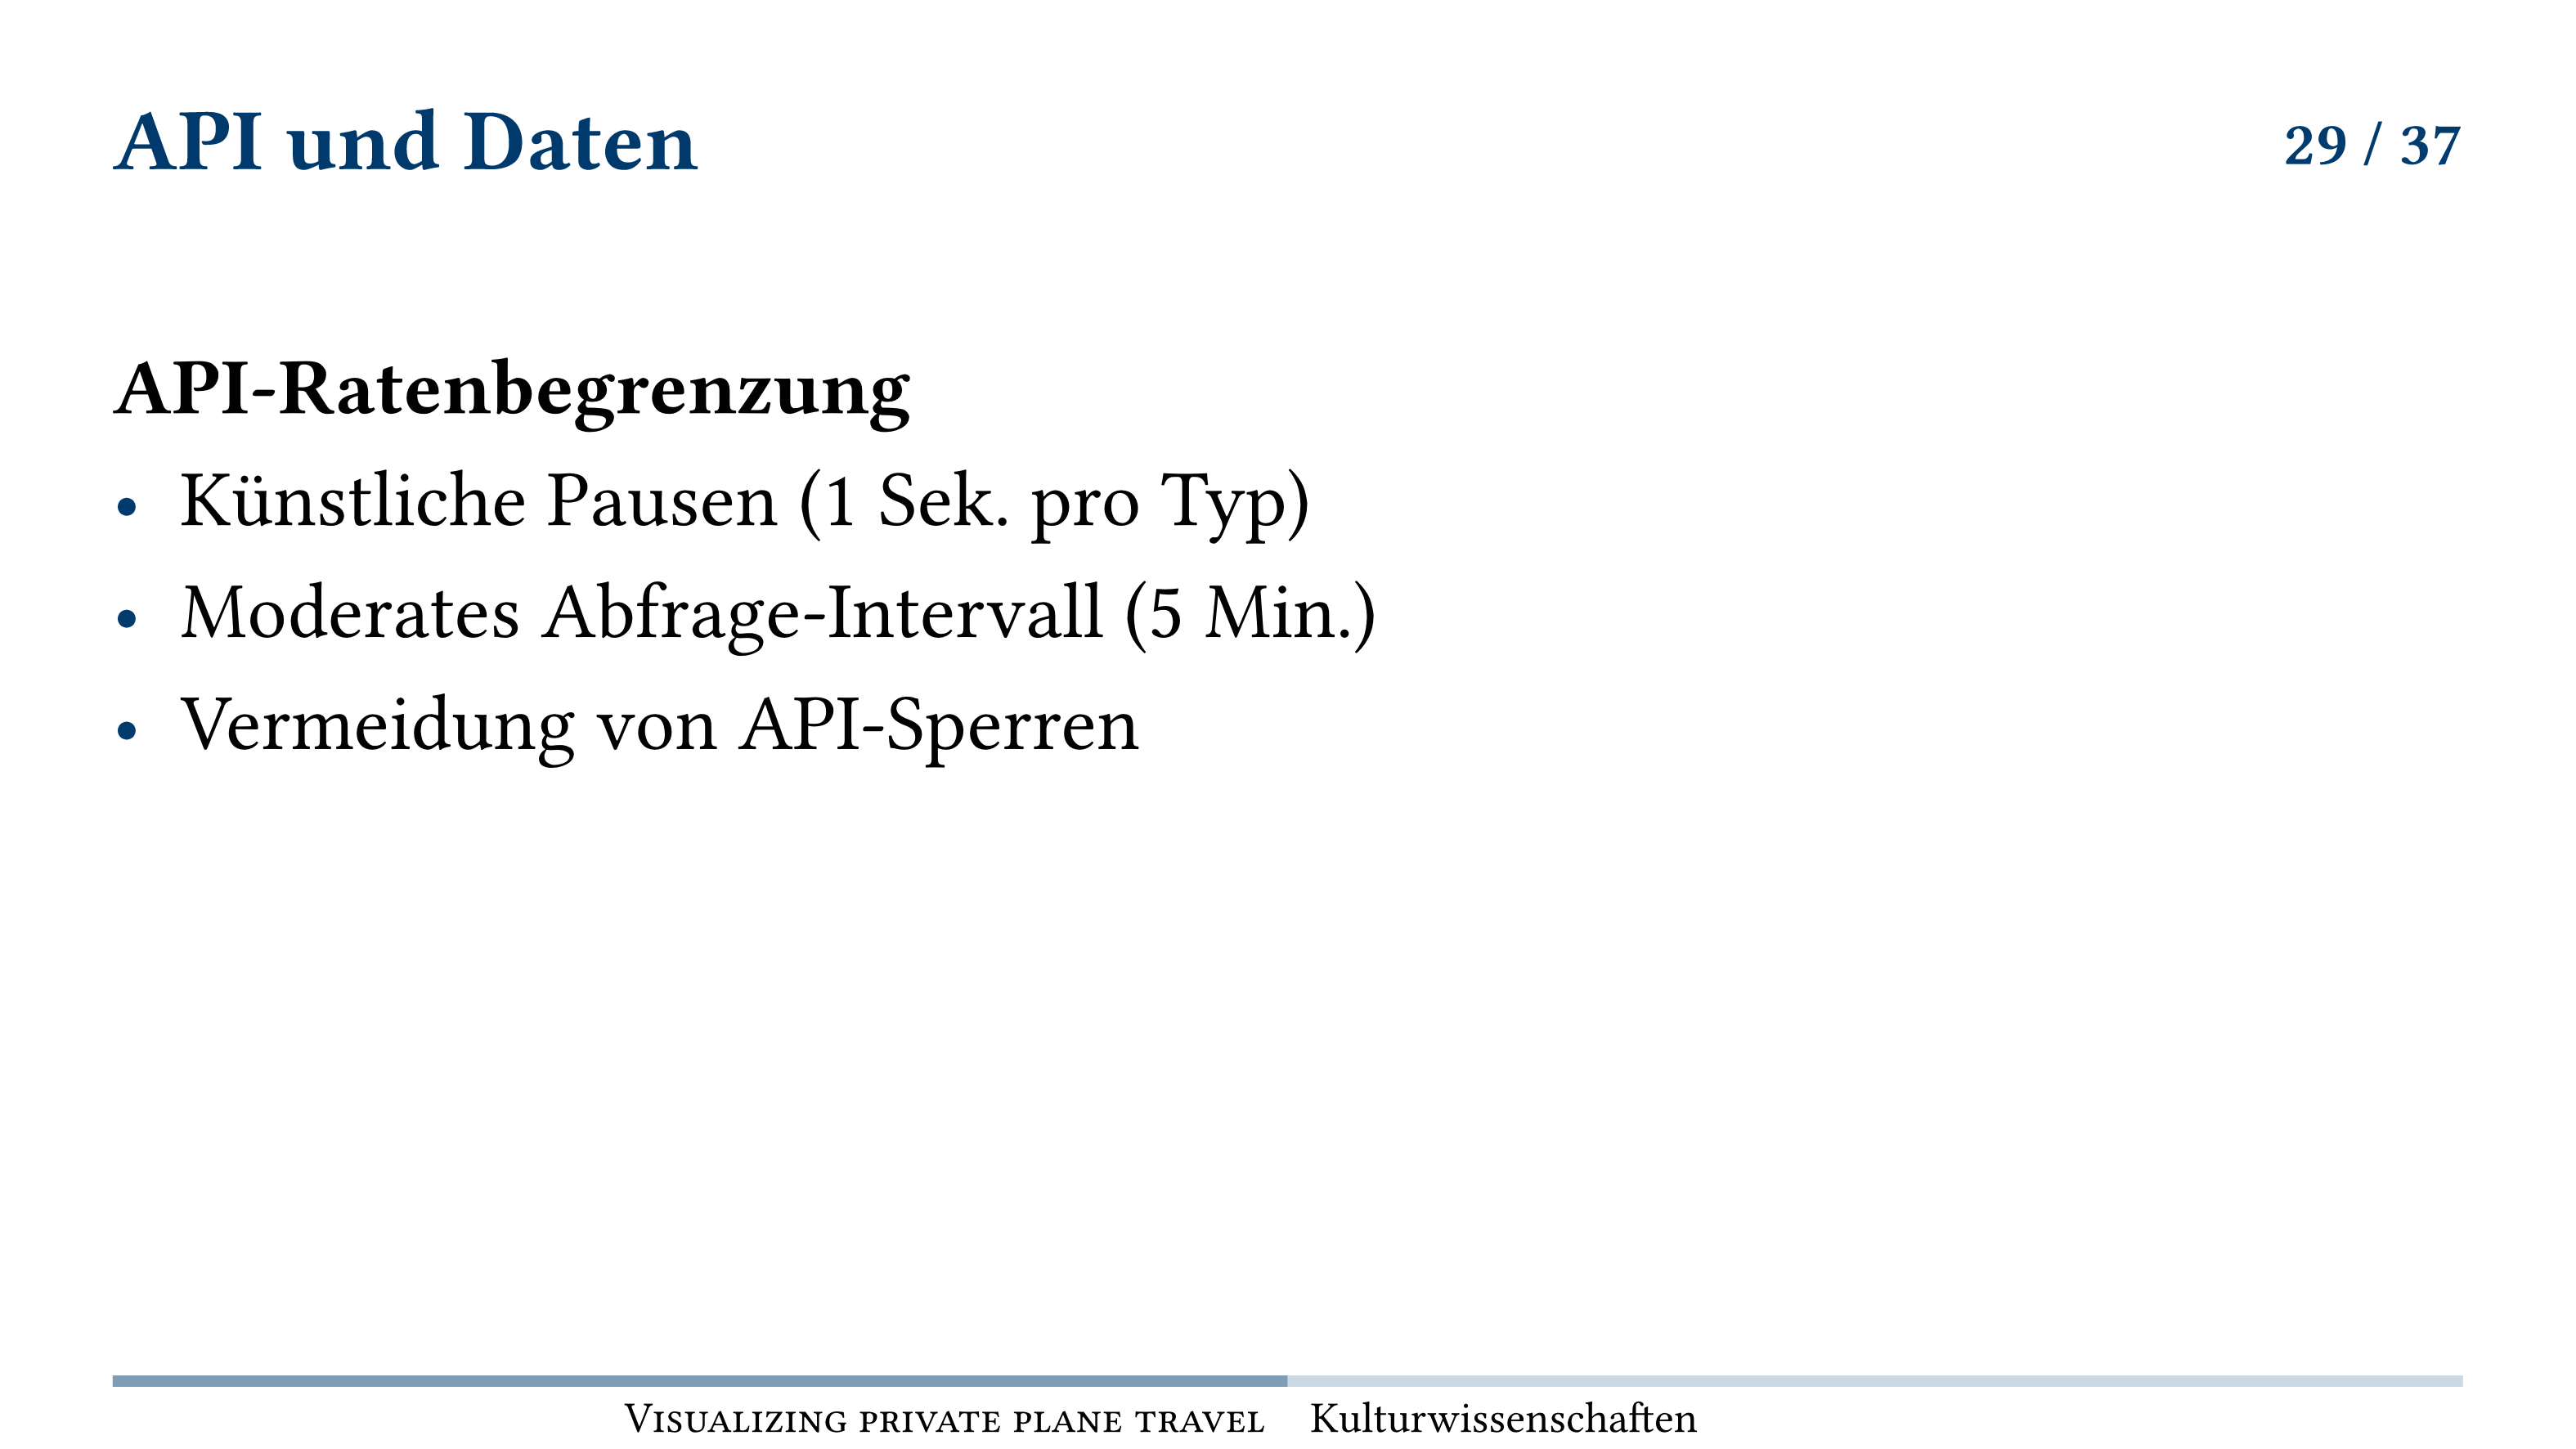 API und Daten
29 / 37
API-Ratenbegrenzung
• Künstliche Pausen (1 Sek. pro Typ)
• Moderates Abfrage-Intervall (5 Min.)
• Vermeidung von API-Sperren
Visualizing private plane travel Kulturwissenschaften